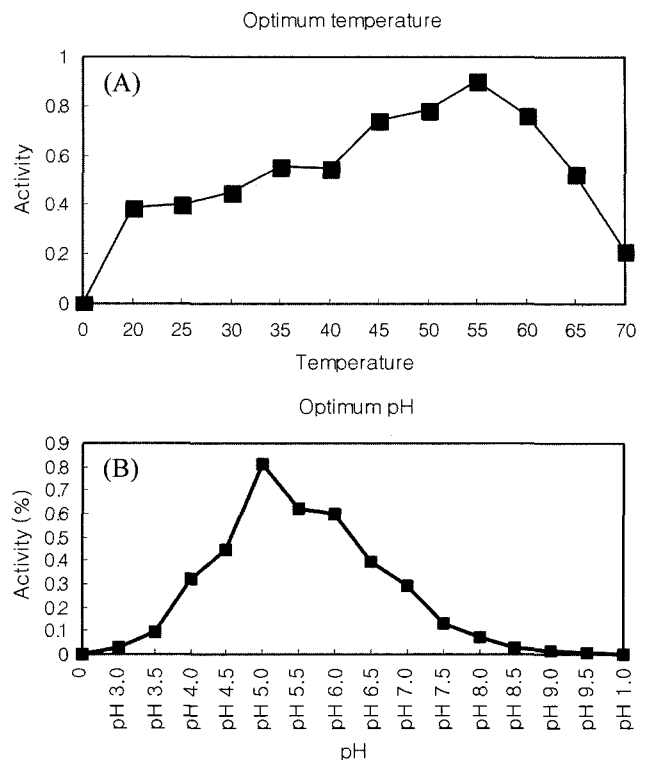 Optimum temperature
(A)
1
0.8
0.6
0.4
0.2
0
Activity
0 20 25 30 35 40 45 50 55 60 65 70
Temperature
Optimum pH
(B)
0.9
0.8
0.7
0.6
0.5
0.4
0.3
0.2
0.1
0
Activity (%)
0 pH 3.0 pH 3.5 pH 4.0 pH 4.5 pH 5.0 pH 5.5 pH 6.0 pH 6.5 pH 7.0 pH 7.5 pH 8.0 pH 8.5 pH 9.0 pH 9.5 pH 1.0
pH